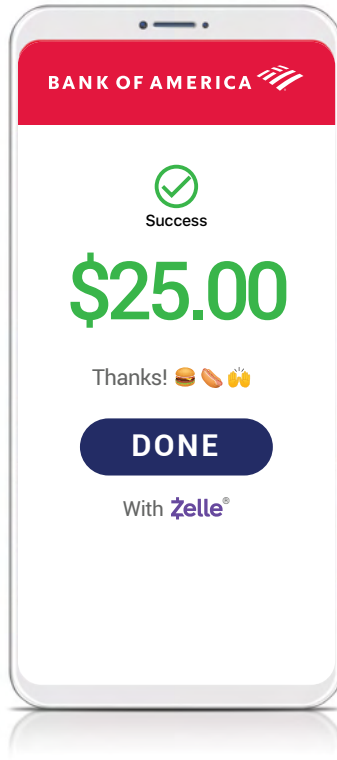 BANK OF AMERICA
Success
$25.00
Thanks! 🍔🌭🙌
DONE
With Zelle®